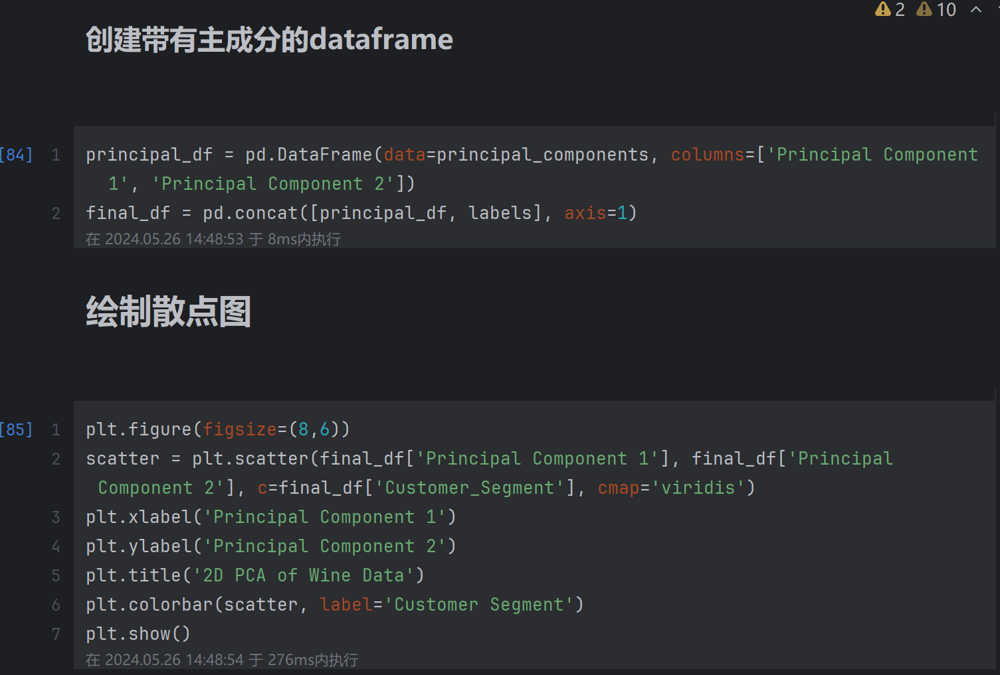 2 10
创建带有主成分的dataframe
[84] 1 principal_df = pd.DataFrame(data=principal_components, columns=['Principal Component
1', 'Principal Component 2'])
2 final_df = pd.concat([principal_df, labels], axis=1)
在 2024.05.26 14:48:53 于 8ms内执行
绘制散点图
[85] 1 plt.figure(figsize=(8,6))
2 scatter = plt.scatter(final_df['Principal Component 1'], final_df['Principal
Component 2'], c=final_df['Customer_Segment'], cmap='viridis')
3 plt.xlabel('Principal Component 1')
4 plt.ylabel('Principal Component 2')
5 plt.title('2D PCA of Wine Data')
6 plt.colorbar(scatter, label='Customer Segment')
7 plt.show()
在 2024.05.26 14:48:54 于 276ms内执行